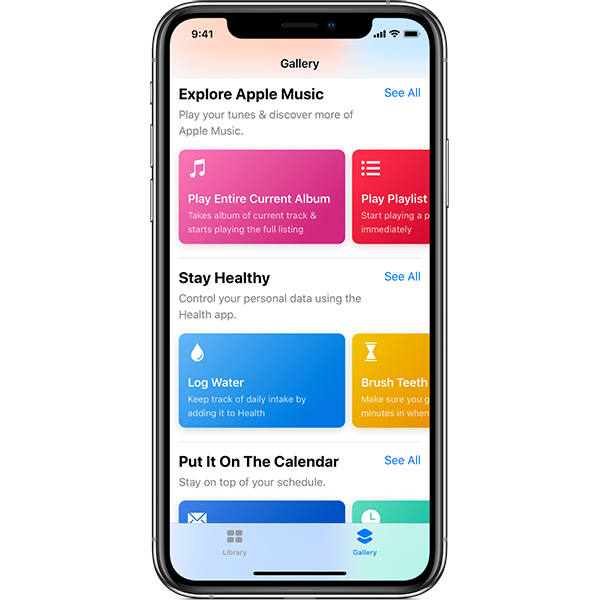 9:41
Gallery
Explore Apple Music See All
Play your tunes & discover more of
Apple Music.
Play Entire Current Album
Takes album of current track &
starts playing the full listing
Play Playlist
Start playing a p
immediately
Stay Healthy See All
Control your personal data using the
Health app.
Log Water
Keep track of daily intake by
adding it to Health
Brush Teeth
Make sure you g
minutes in when
Put It On The Calendar See All
Stay on top of your schedule.
Library Gallery